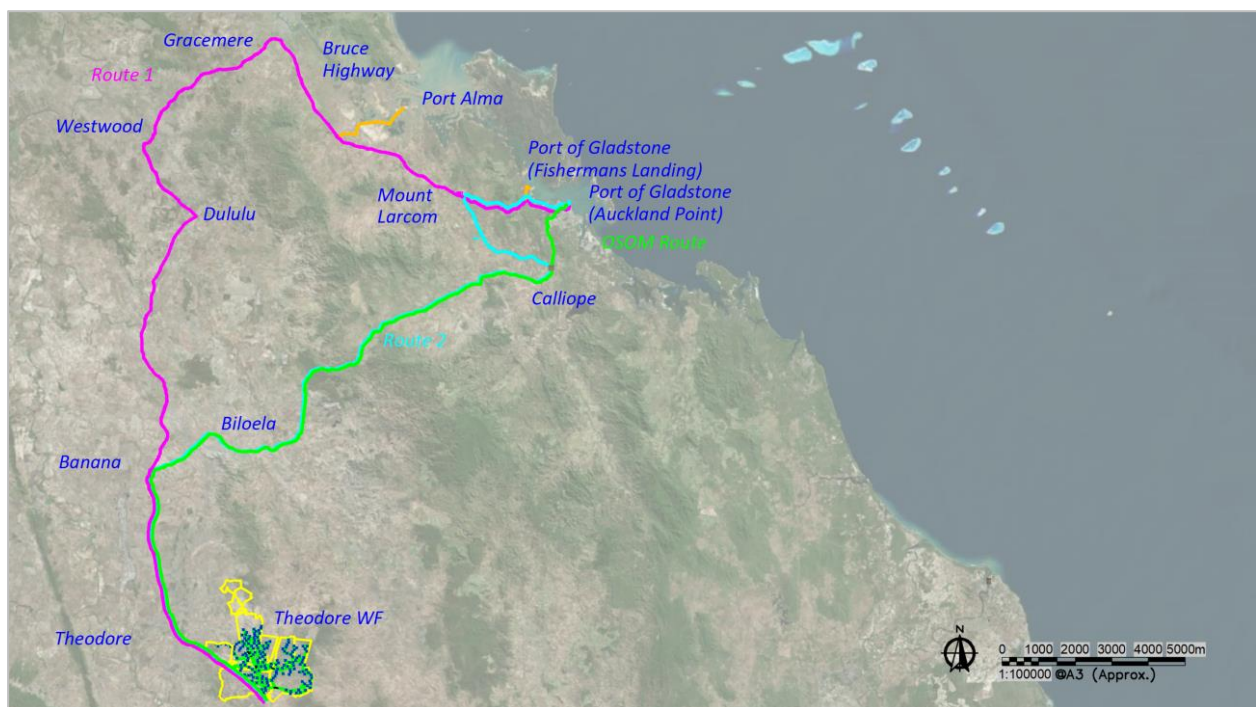 Gracemere
Bruce
Highway
Route 1
Port Alma
Westwood
Port of Gladstone
(Fishermans Landing)
Mount
Larcom
Port of Gladstone
(Auckland Point)
Dululu
OSOM Route
Calliope
Route 2
Biloela
Banana
Theodore WF
Theodore
N
0 1000 2000 3000 4000 5000m
1:100000 @A3 (Approx.)